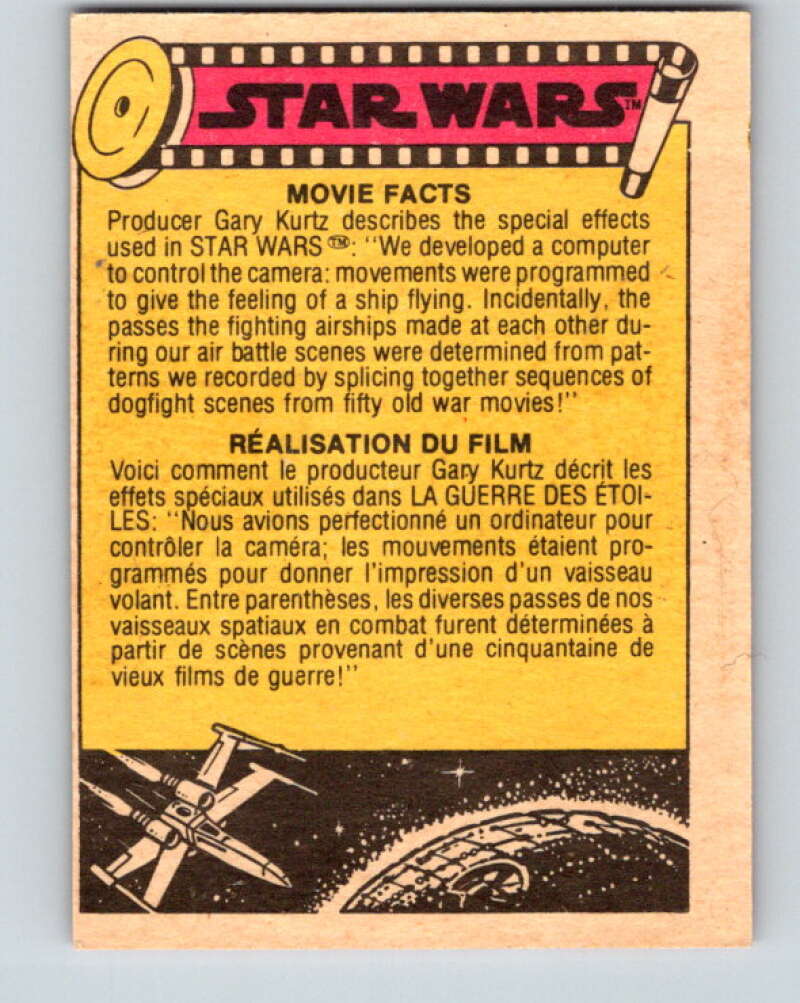 STAR WARS™
MOVIE FACTS
Producer Gary Kurtz describes the special effects
used in STAR WARS ™: ‘‘We developed a computer
to control the camera: movements were programmed
to give the feeling of a ship flying. Incidentally, the
passes the fighting airships made at each other du-
ring our air battle scenes were determined from pat-
terns we recorded by splicing together sequences of
dogfight scenes from fifty old war movies!’’
RÉALISATION DU FILM
Voici comment le producteur Gary Kurtz décrit les
effets spéciaux utilisés dans LA GUERRE DES ÉTOI-
LES: ‘‘Nous avions perfectionné un ordinateur pour
contrôler la caméra; les mouvements étaient pro-
grammés pour donner l'impression d'un vaisseau
volant. Entre parenthèses, les diverses passes de nos
vaisseaux spatiaux en combat furent déterminées à
partir de scènes provenant d'une cinquantaine de
vieux films de guerre!’’